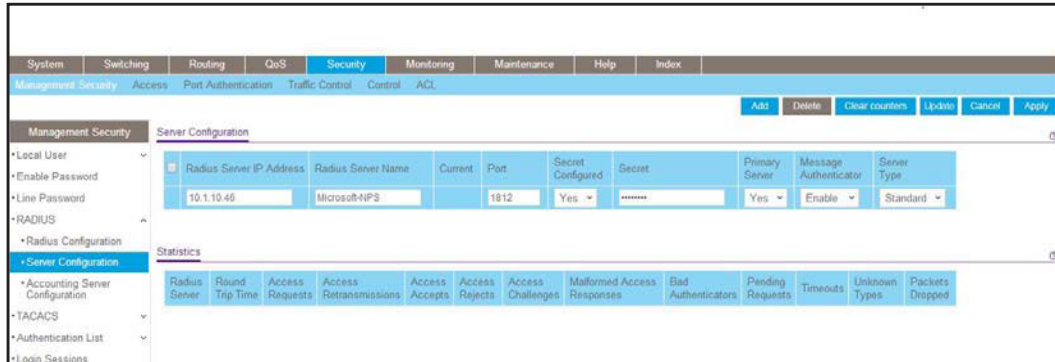 System Switching Routing QoS Security Monitoring Maintenance Help Index
Management Security Access Port Authentication Traffic Control Control ACL
Add Delete Clear counters Update Cancel Apply
Management Security
Local User
Enable Password
Line Password
RADIUS
Radius Configuration
Server Configuration
Accounting Server
Configuration
TACACS
Authentication List
Login Sessions
Server Configuration
Radius Server IP Address Radius Server Name Current Port Secret Configured Secret Primary Server Message Authenticator Server Type
10.1.10.46 Microsoft-NPS 1812 Yes •••••••• Yes Enable Standard
Statistics
Radius Server Round Trip Time Access Requests Access Retransmissions Access Accepts Access Rejects Access Challenges Malformed Access Responses Bad Authenticators Pending Requests Timeouts Unknown Types Packets Dropped